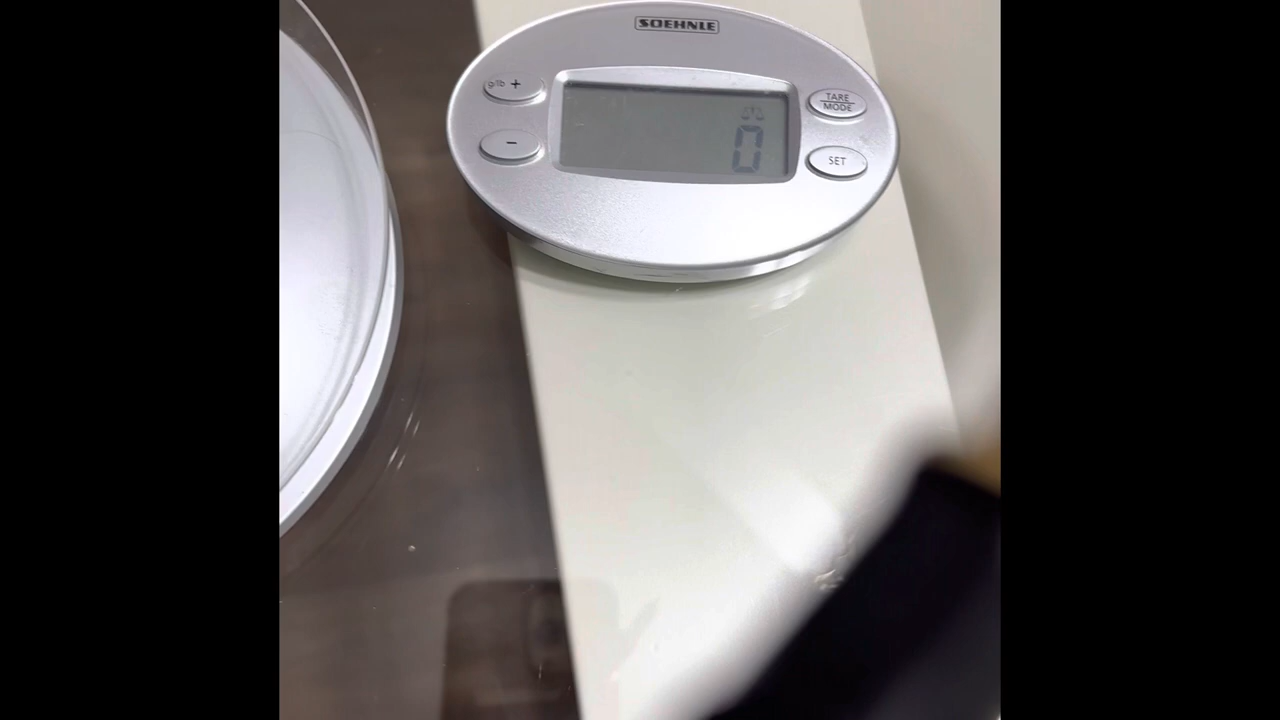 SOEHNLE
g/lb +
TARE
MODE
0
-
SET